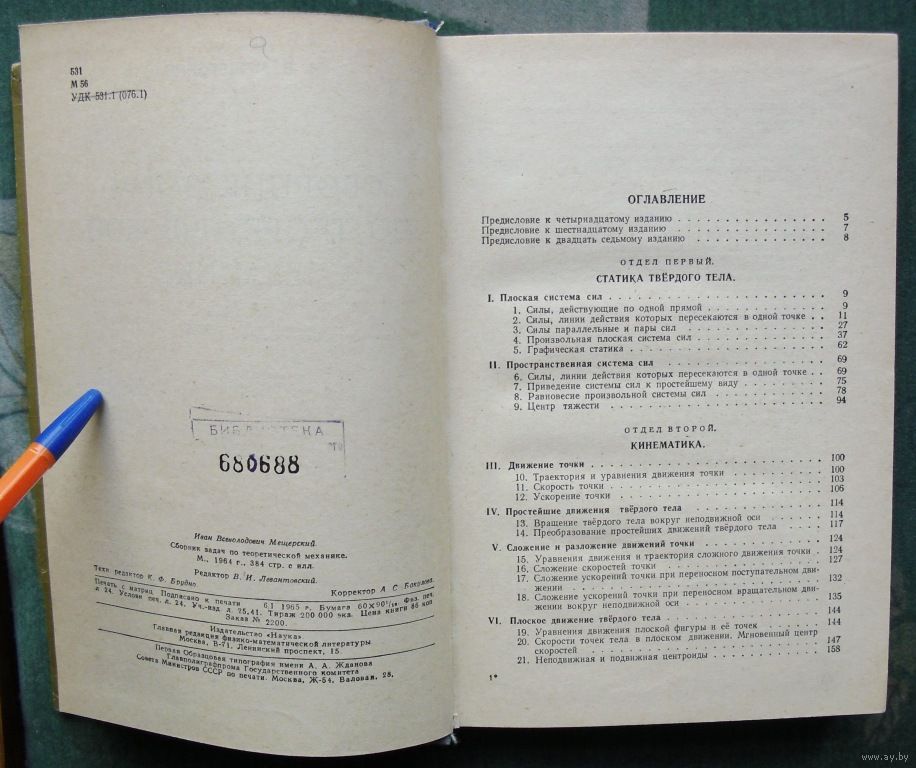 9
531
М 56
УДК 531.1 (076.1)
БИБЛИОТЕКА
680688
Иван Всеволодович Мещерский.
Сборник задач по теоретической механике.
М., 1964 г., 384 стр. с илл.
Редактор В. И. Левантовский.
Техн. редактор К. Ф. Брудно
Корректор А. С. Бакулова.
Печать с матриц Подписано к печати 6/I 1965 г. Бумага 60×90¹/₁₆ Физ. печ.
л 24. Условн печ. л. 24. Уч.-изд л. 25,41. Тираж 200 000 экз. Цена книги 86 коп
Заказ № 2200.
Издательство «Наука»
Главная редакция физико-математической литературы.
Москва, В-71, Ленинский проспект, 15.
Первая Образцовая типография имени А. А. Жданова
Главполиграфпрома Государственного комитета
Совета Министров СССР по печати. Москва, Ж-54, Валовая, 28.
ОГЛАВЛЕНИЕ
Предисловие к четырнадцатому изданию 5
Предисловие к шестнадцатому изданию 7
Предисловие к двадцать седьмому изданию 8
ОТДЕЛ ПЕРВЫЙ.
СТАТИКА ТВЁРДОГО ТЕЛА.
I. Плоская система сил 9
1. Силы, действующие по одной прямой 9
2. Силы, линии действия которых пересекаются в одной точке 11
3. Силы параллельные и пары сил 27
4. Произвольная плоская система сил 37
5. Графическая статика 62
II. Пространственная система сил 69
6. Силы, линии действия которых пересекаются в одной точке 69
7. Приведение системы сил к простейшему виду 75
8. Равновесие произвольной системы сил 78
9. Центр тяжести 94
ОТДЕЛ ВТОРОЙ.
КИНЕМАТИКА.
III. Движение точки 100
10. Траектория и уравнения движения точки 100
11. Скорость точки 103
12. Ускорение точки 106
IV. Простейшие движения твёрдого тела 114
13. Вращение твёрдого тела вокруг неподвижной оси 114
14. Преобразование простейших движений твёрдого тела 117
V. Сложение и разложение движений точки 124
15. Уравнения движения и траектория сложного движения точки 124
16. Сложение скоростей точки 127
17. Сложение ускорений точки при переносном поступательном дви-
жении 132
18. Сложение ускорений точки при переносном вращательном дви-
жении вокруг неподвижной оси 135
VI. Плоское движение твёрдого тела 144
19. Уравнения движения плоской фигуры и её точек 144
20. Скорости точек тела в плоском движении. Мгновенный центр
скоростей 147
21. Неподвижная и подвижная центроиды 158
1*
www.ay.by